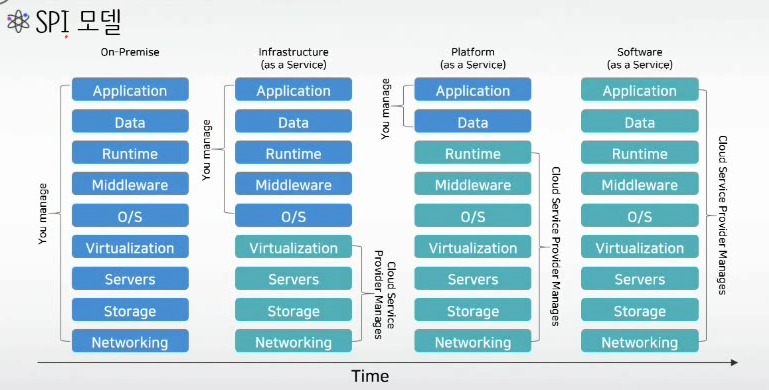 SPI 모델
On-Premise
Application
Data
Runtime
Middleware
O/S
Virtualization
Servers
Storage
Networking
You manage
Infrastructure
(as a Service)
Application
Data
Runtime
Middleware
O/S
Virtualization
Servers
Storage
Networking
You manage
Cloud Service
Provider Manages
Platform
(as a Service)
Application
Data
Runtime
Middleware
O/S
Virtualization
Servers
Storage
Networking
You manage
Cloud Service Provider Manages
Software
(as a Service)
Application
Data
Runtime
Middleware
O/S
Virtualization
Servers
Storage
Networking
Cloud Service Provider Manages
Time